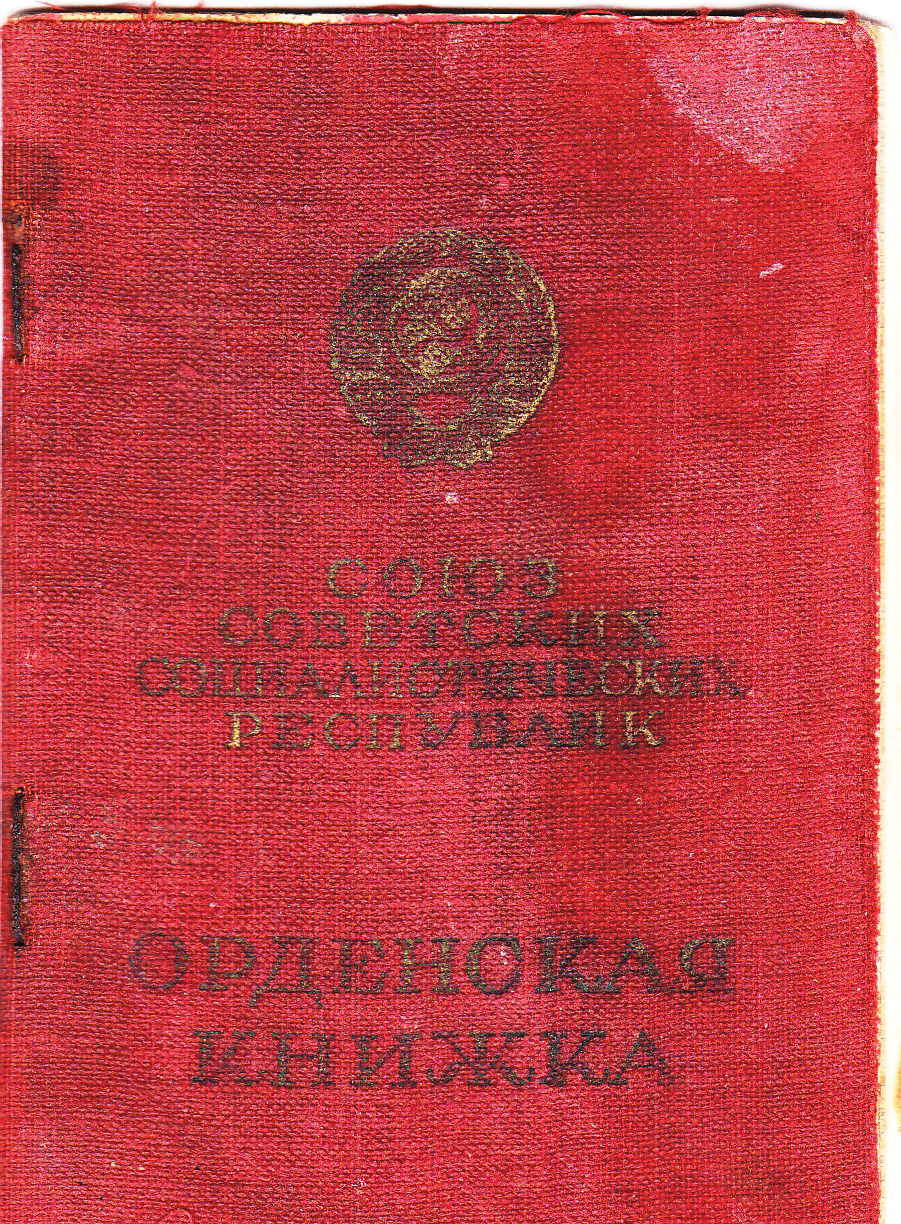 СОЮЗ
СОВЕТСКИХ
СОЦИАЛИСТИЧЕСКИХ
РЕСПУБЛИК
ОРДЕНСКАЯ
КНИЖКА